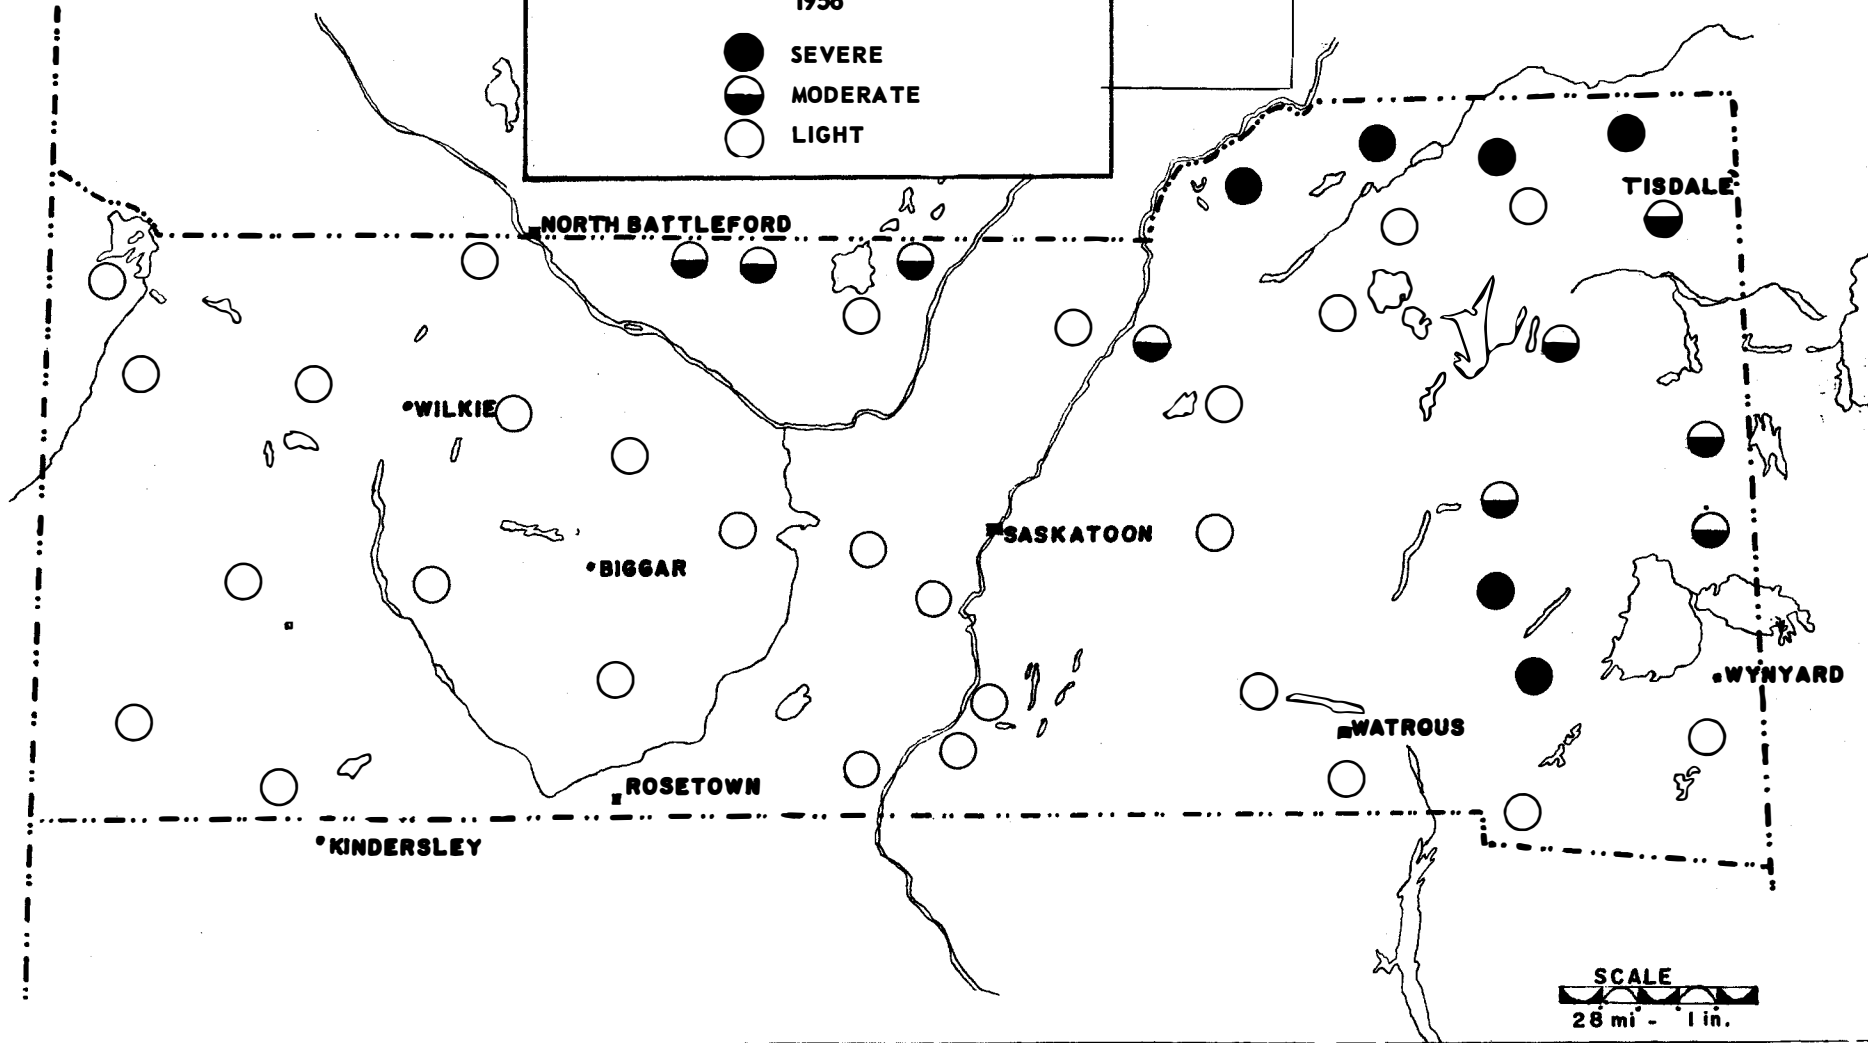 1956
SEVERE
MODERATE
LIGHT
TISDALE
NORTH BATTLEFORD
WILKIE
SASKATOON
BIGGAR
WYNYARD
WATROUS
ROSETOWN
KINDERSLEY
SCALE
28 mi - 1 in.